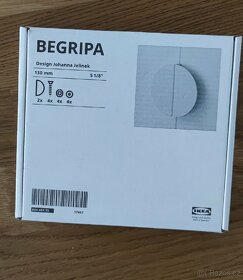 BEGRIPA
Design Johanna Jelinek
130 mm 5 1/8"
2x 4x 4x 4x
IKEA